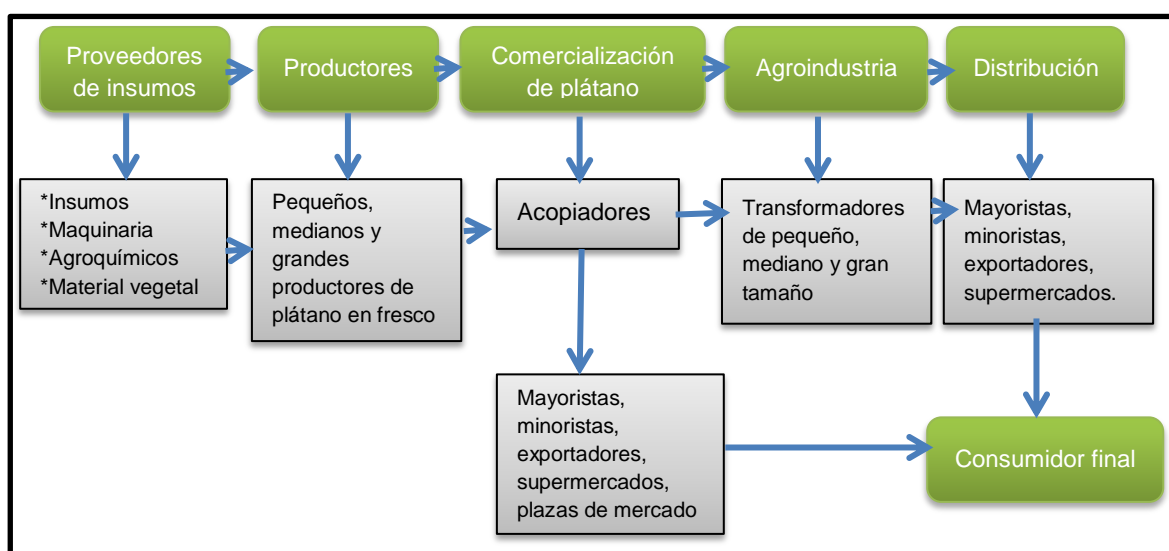 Proveedores
de insumos
Productores
Comercialización
de plátano
Agroindustria
Distribución
*Insumos
*Maquinaria
*Agroquímicos
*Material vegetal
Pequeños,
medianos y
grandes
productores de
plátano en fresco
Acopiadores
Transformadores
de pequeño,
mediano y gran
tamaño
Mayoristas,
minoristas,
exportadores,
supermercados.
Mayoristas,
minoristas,
exportadores,
supermercados,
plazas de mercado
Consumidor final